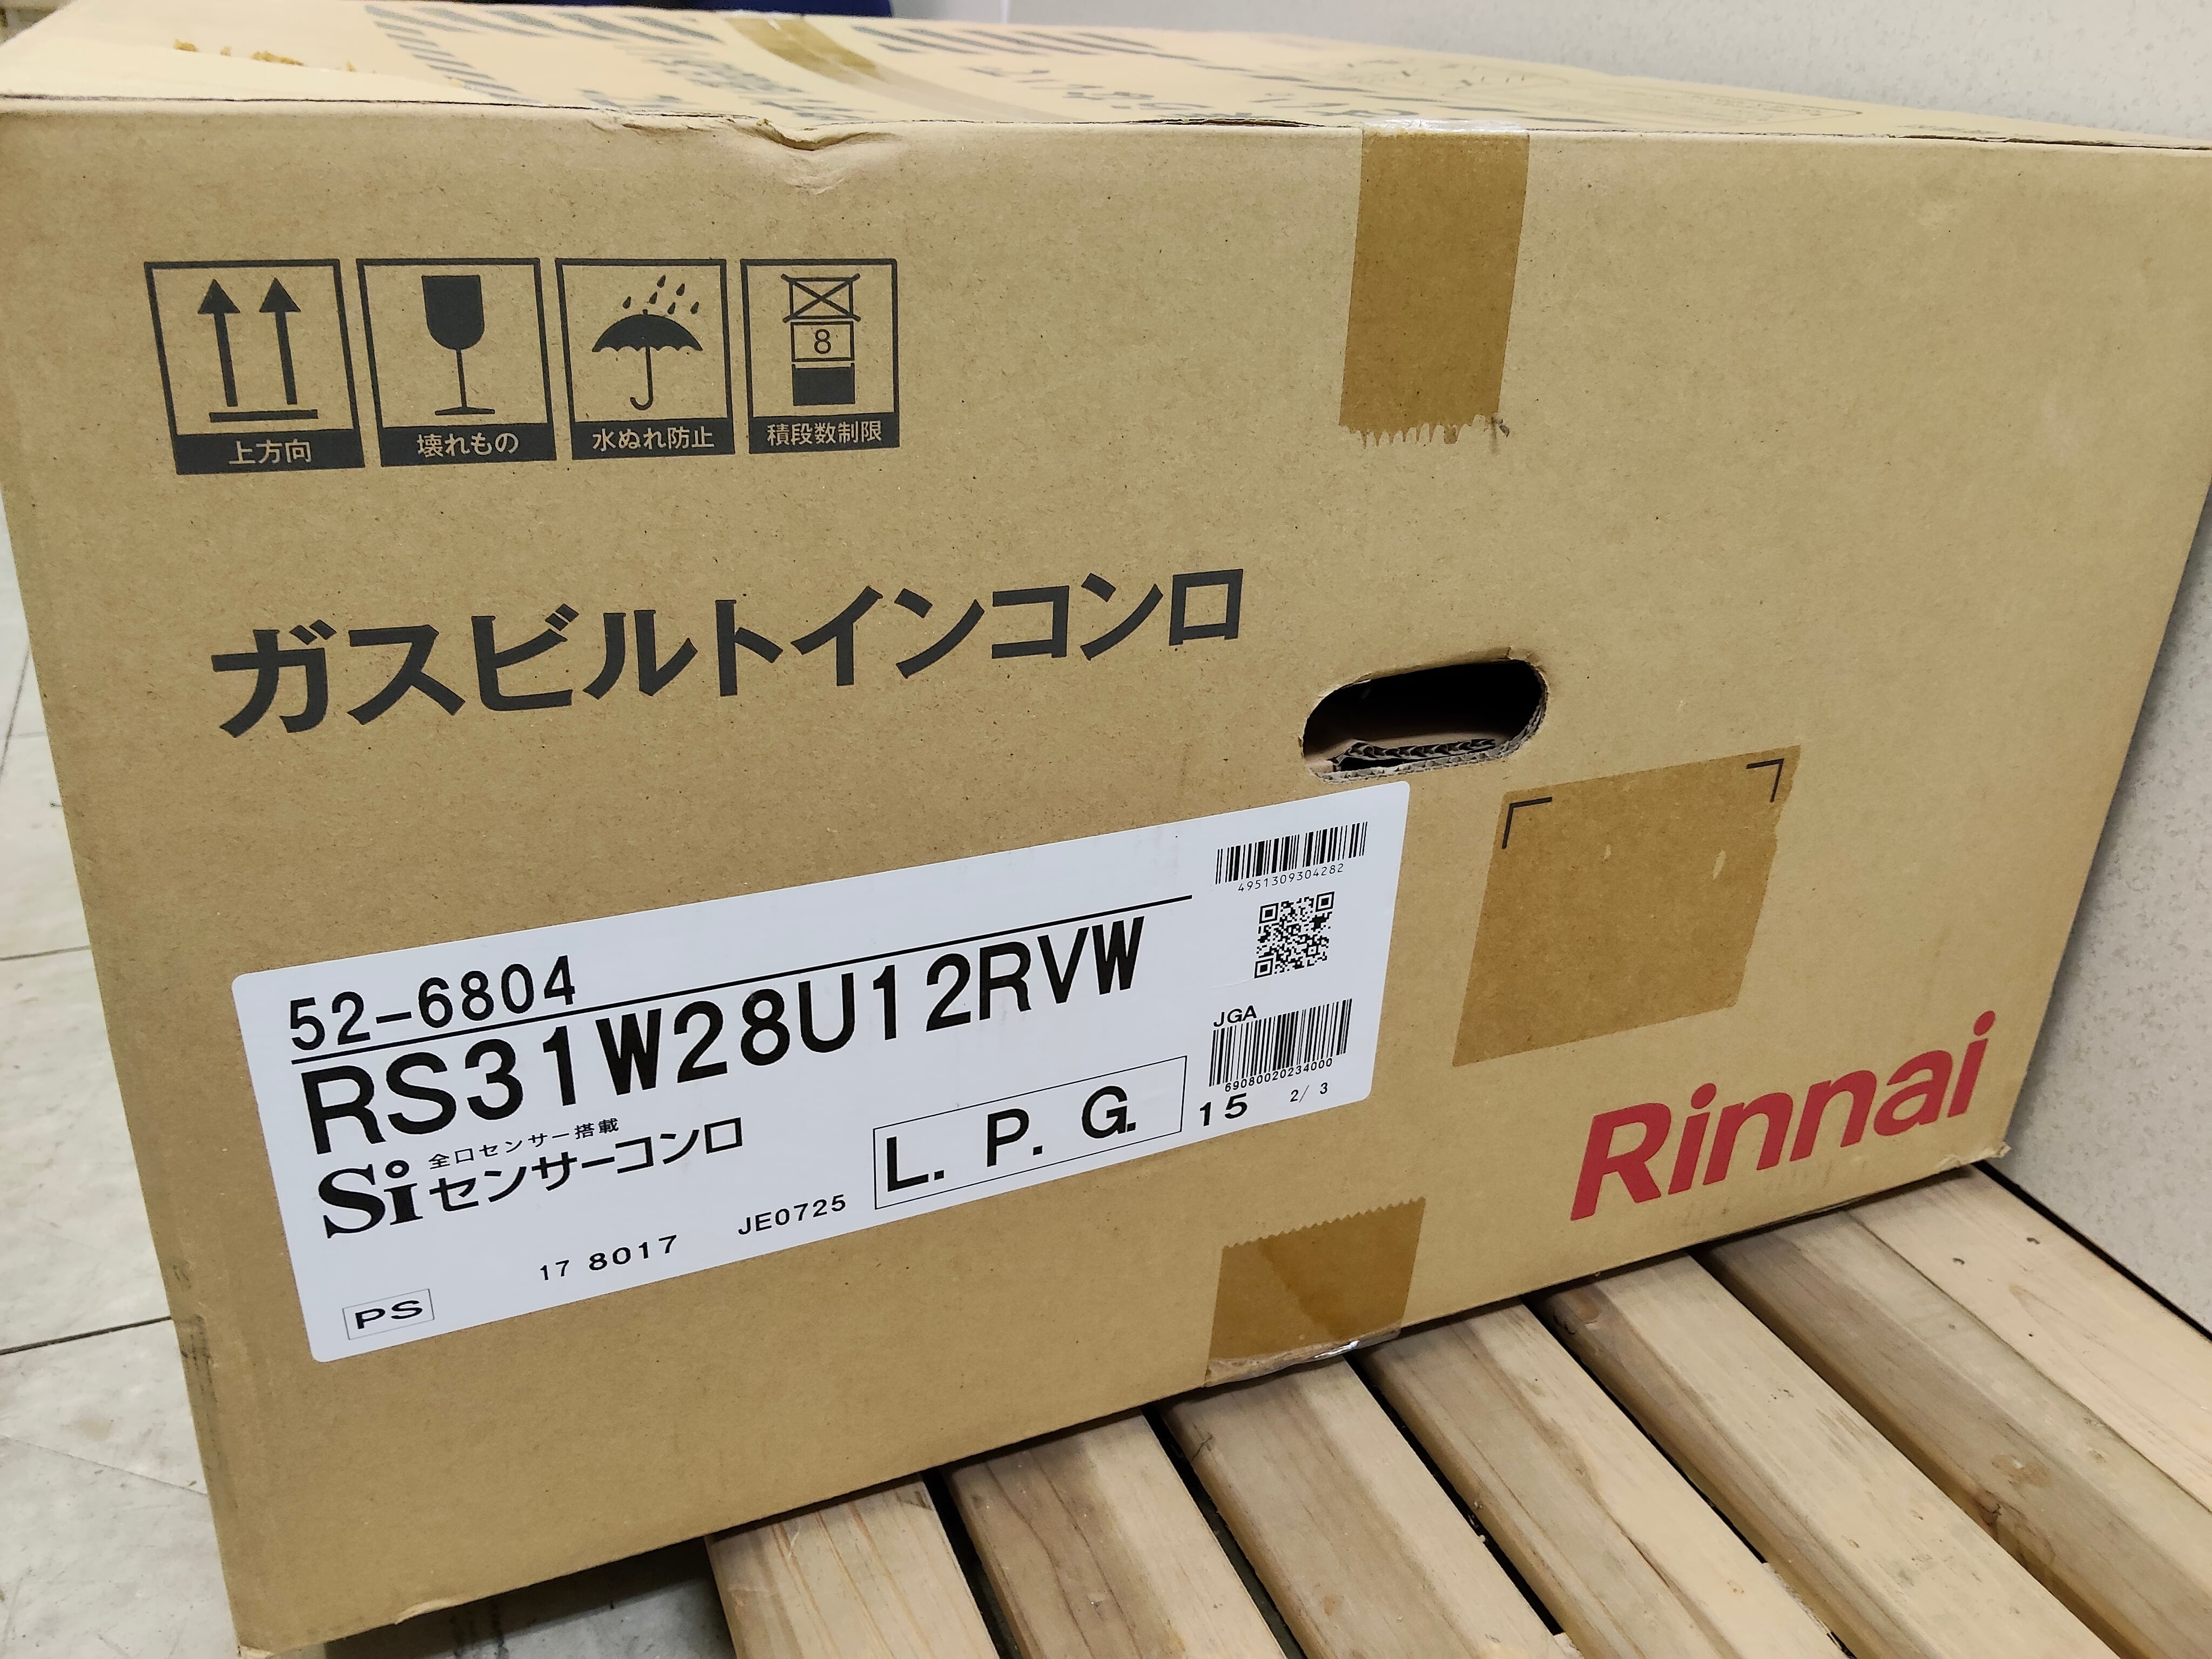 上方向
壊れもの
水ぬれ防止
8
積段数制限
ガスビルトインコンロ
4951309304282
52-6804
RS31W28U12RVW
JGA
69080020234000
全口センサー搭載
Si センサーコンロ
L. P. G.
15 2/ 3
17 8017 JE0725
PS
Rinnai